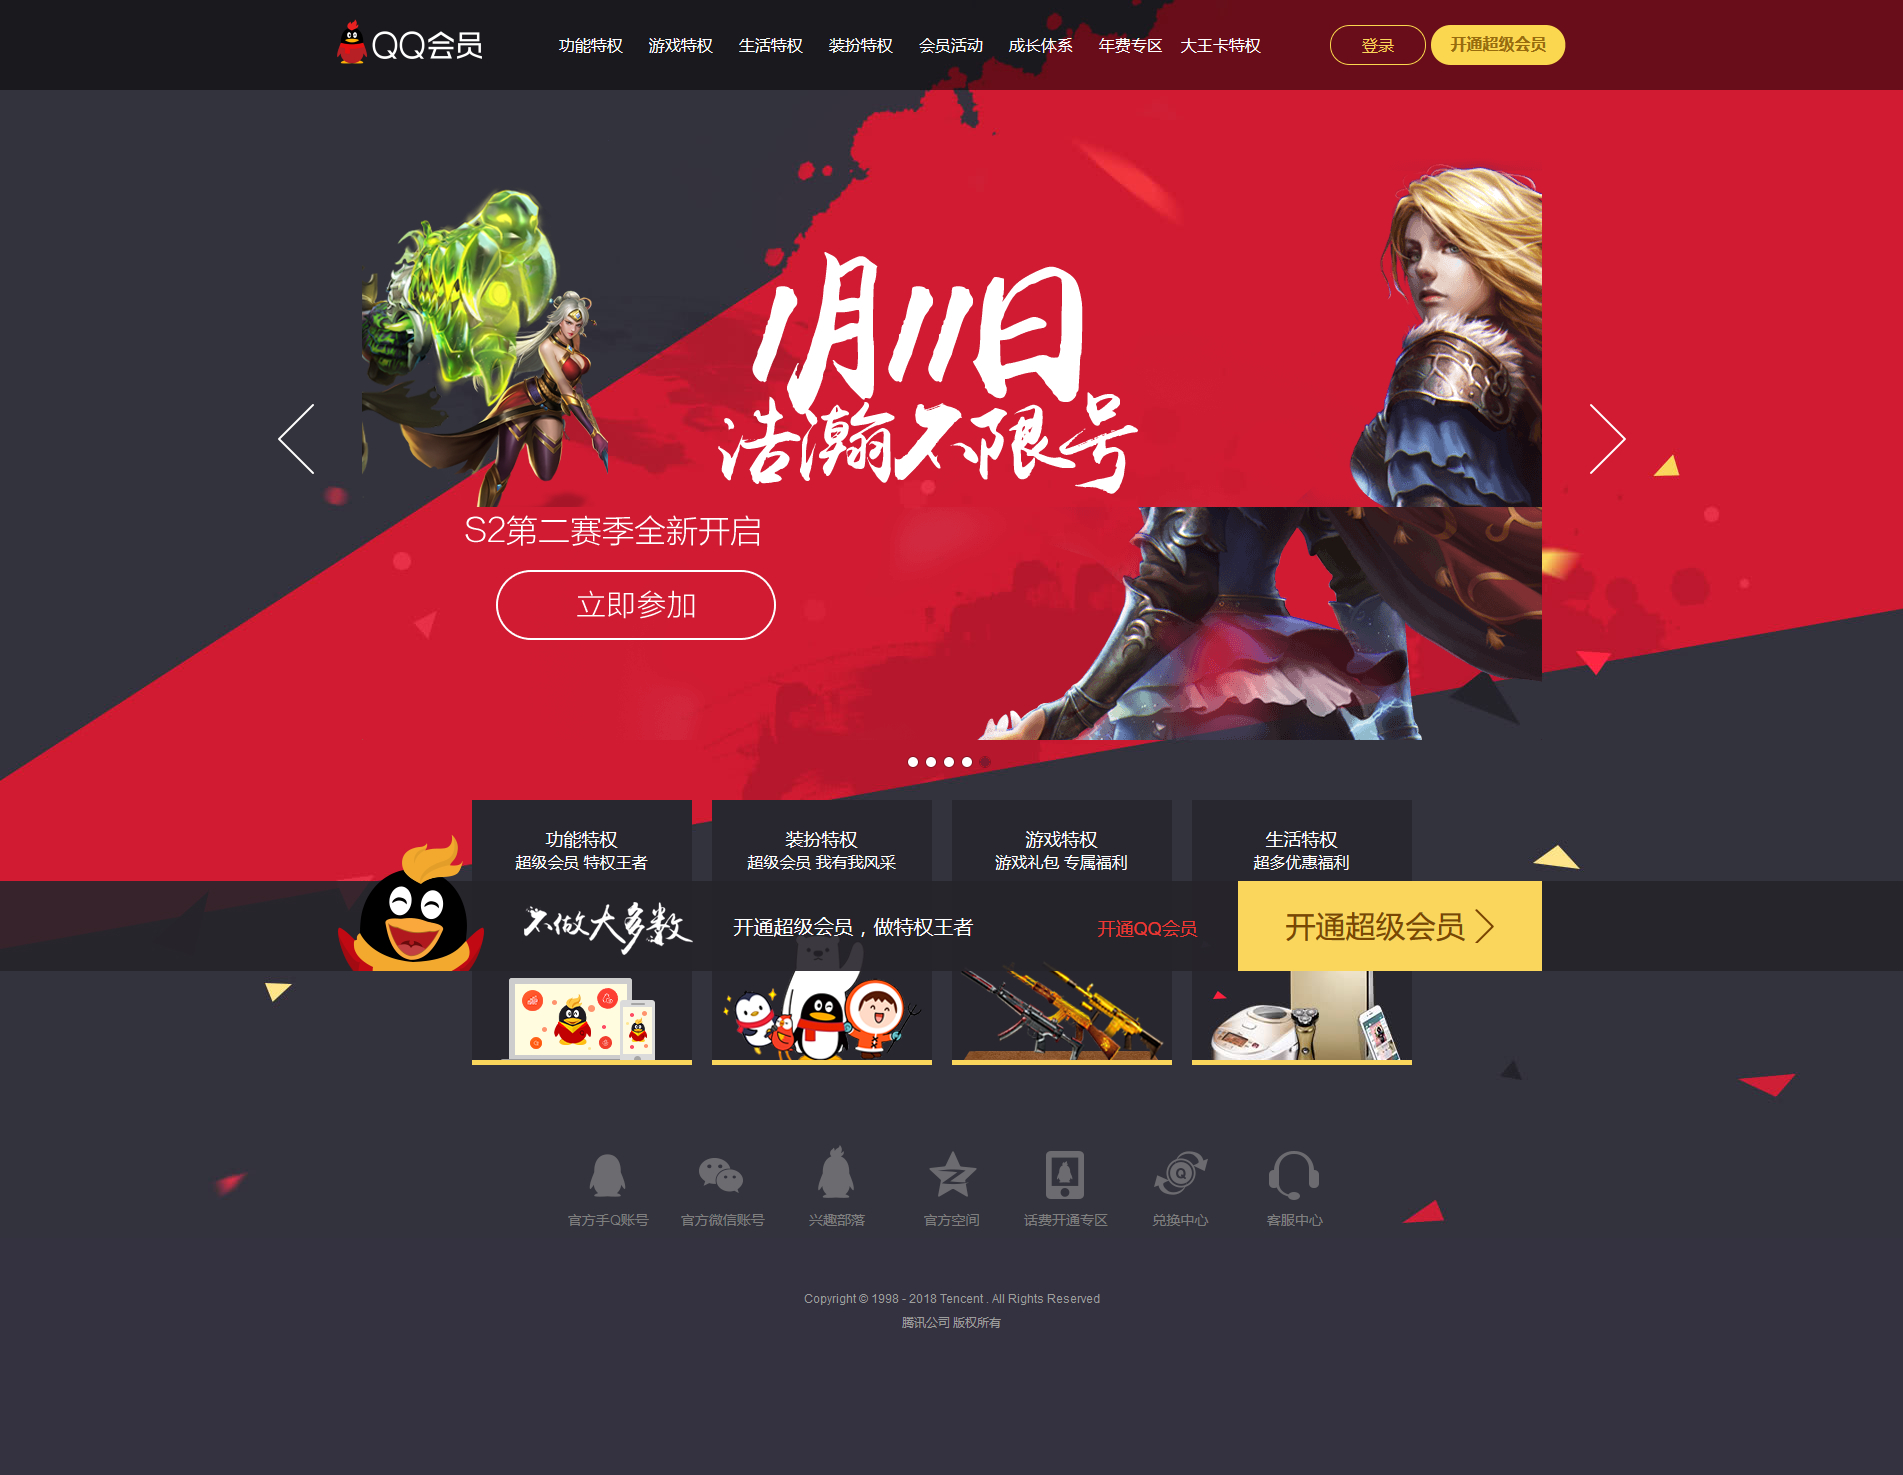 QQ会员
功能特权 游戏特权 生活特权 装扮特权 会员活动 成长体系 年费专区 大王卡特权
登录 开通超级会员
1月11日
浩瀚不限号
S2第二赛季全新开启
立即参加
功能特权
超级会员 特权王者
装扮特权
超级会员 我有我风采
游戏特权
游戏礼包 专属福利
生活特权
超多优惠福利
不做大多数
开通超级会员，做特权王者
开通QQ会员
开通超级会员
官方手Q账号
官方微信账号
兴趣部落
官方空间
话费开通专区
兑换中心
客服中心
Copyright © 1998 - 2018 Tencent . All Rights Reserved
腾讯公司 版权所有